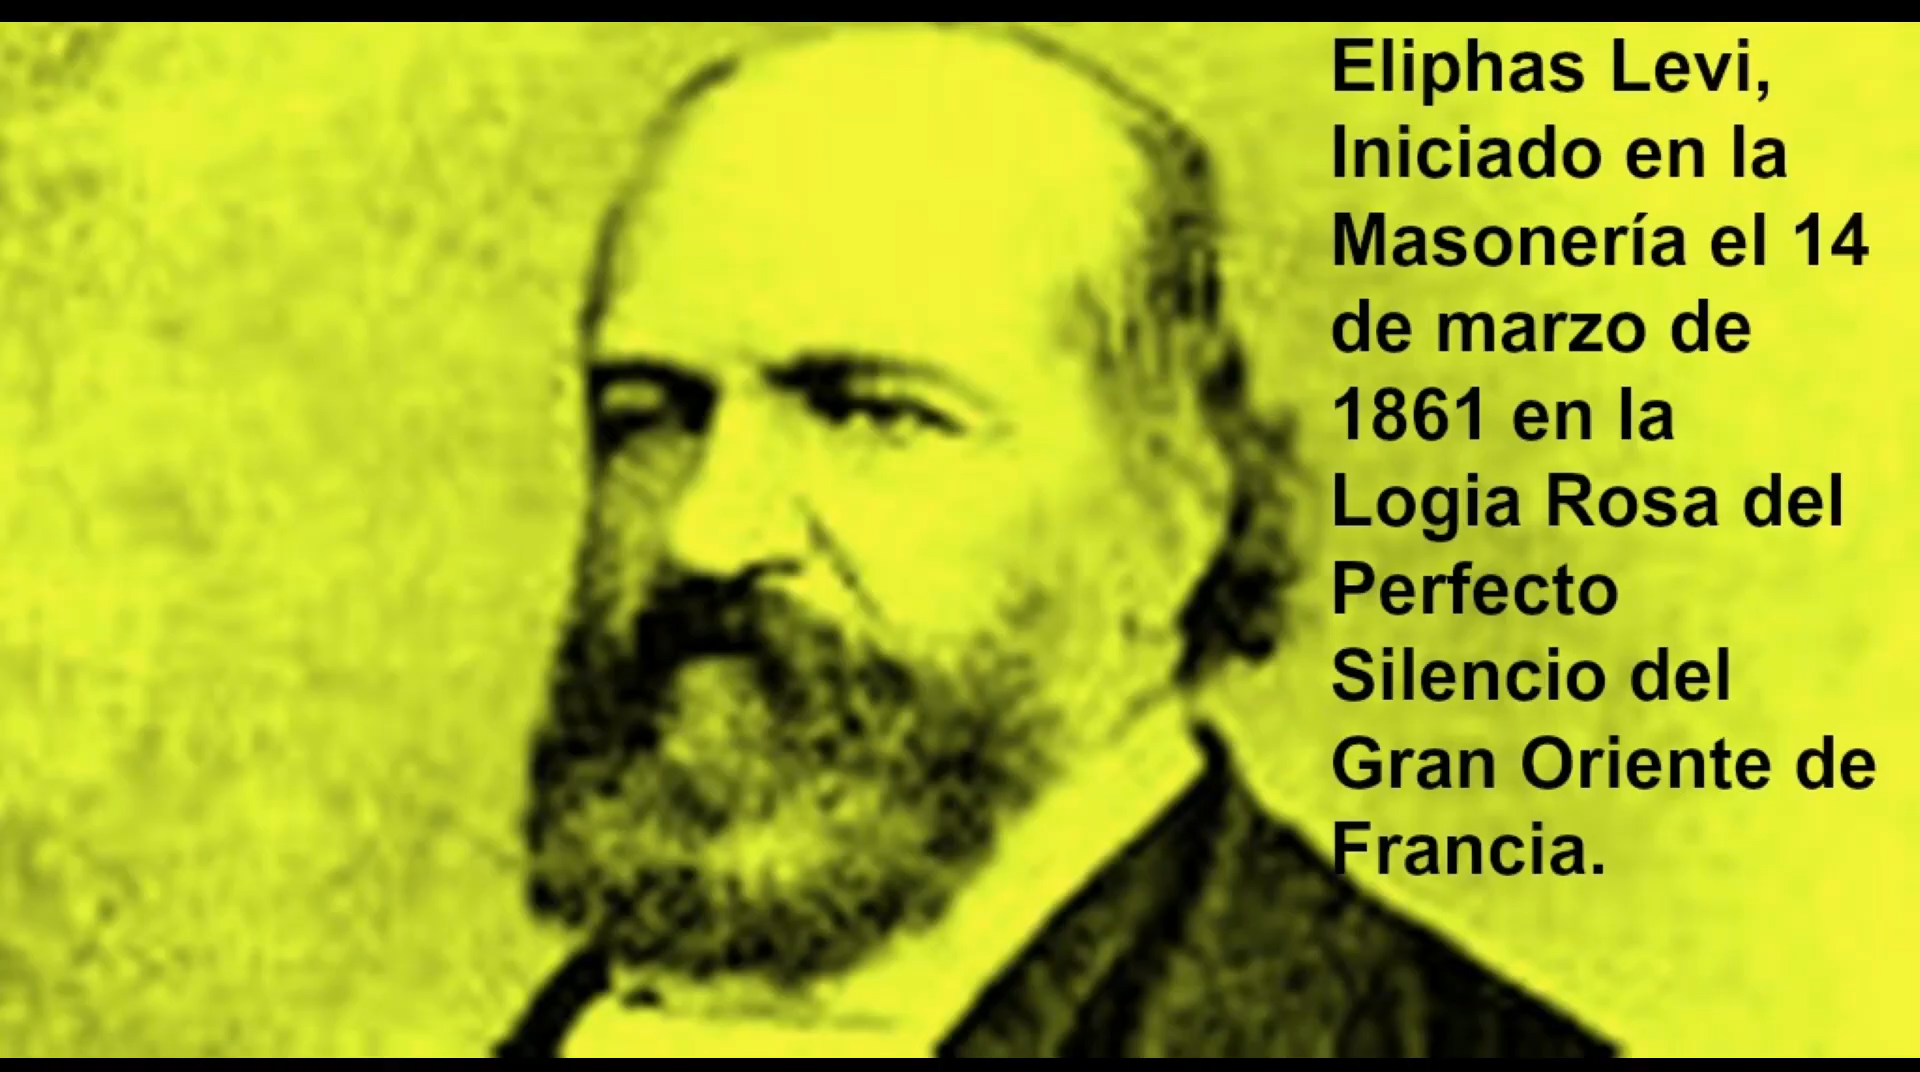 Eliphas Levi,
Iniciado en la
Masonería el 14
de marzo de
1861 en la
Logia Rosa del
Perfecto
Silencio del
Gran Oriente de
Francia.